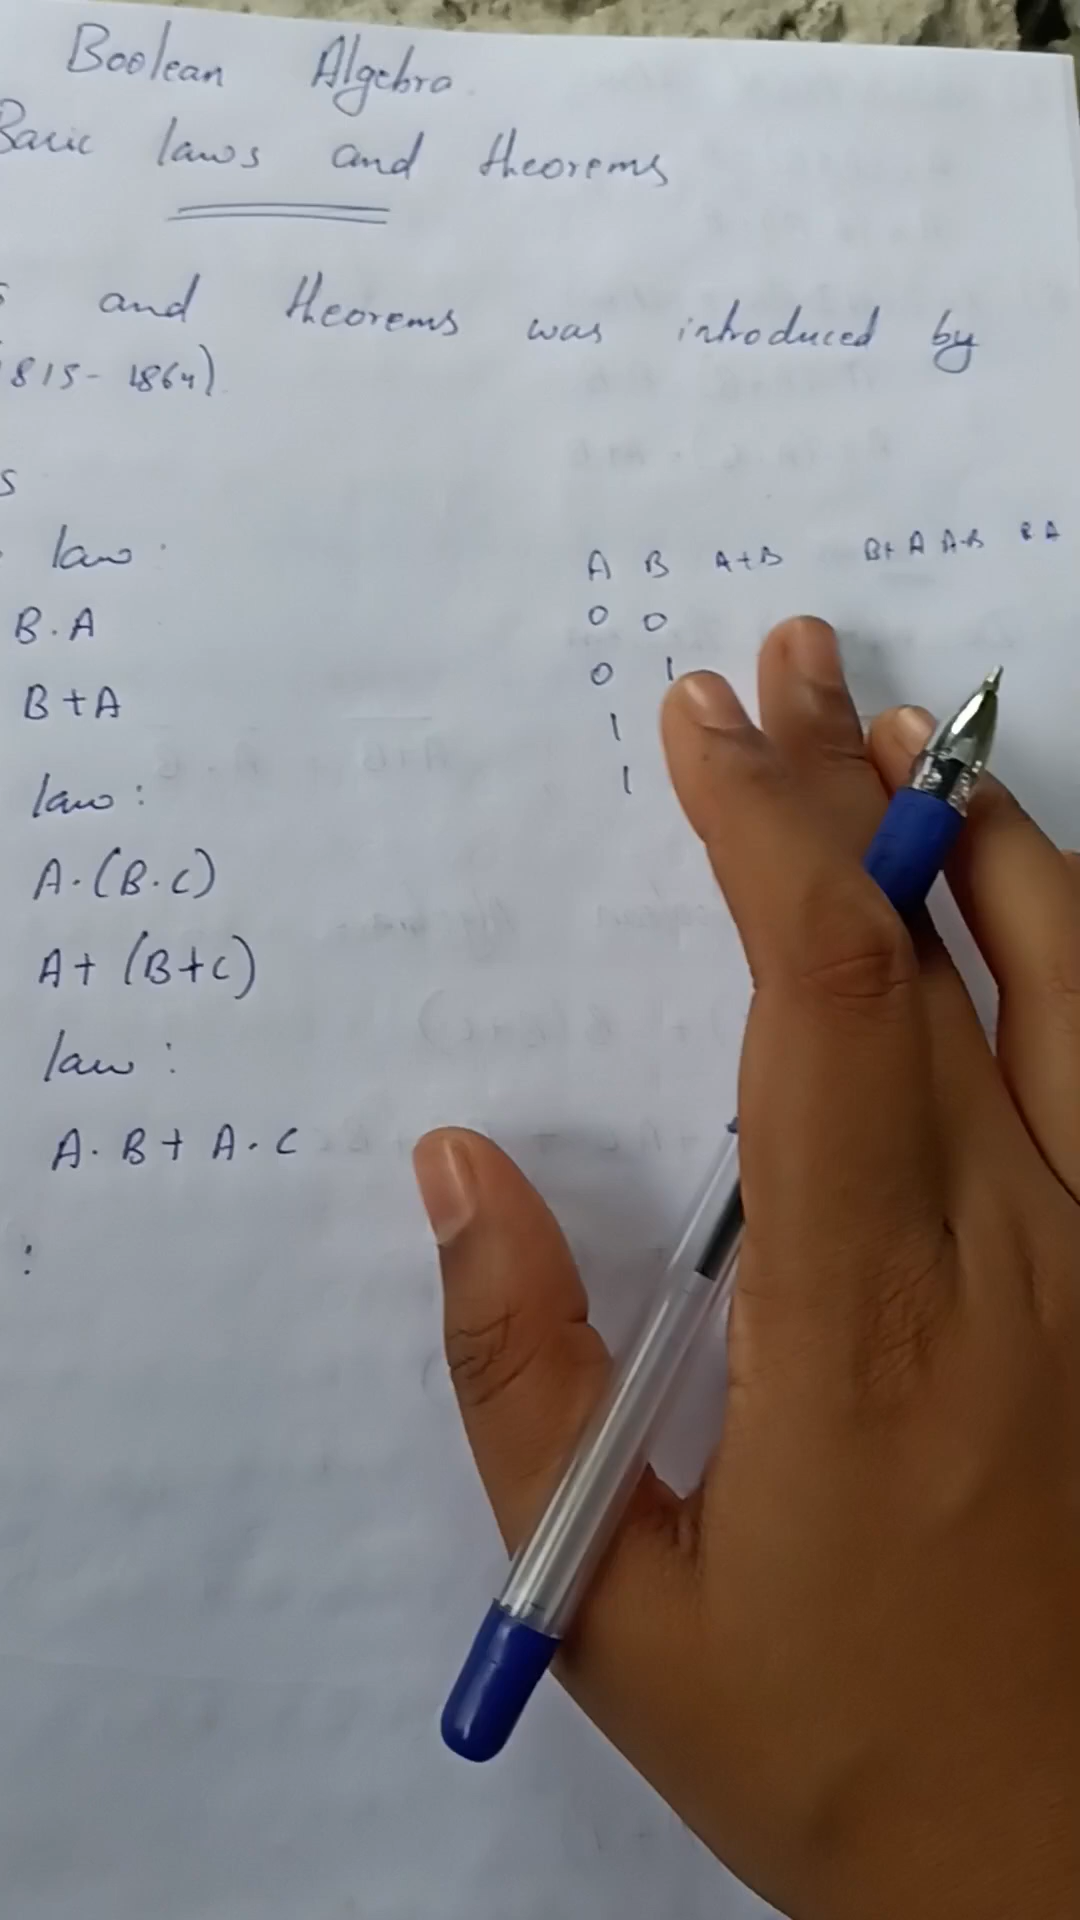 Boolean Algebra.
Basic laws and theorems
and theorems was introduced by
815-1864)
s
law:
B.A
B+A
law:
A.(B.C)
A+(B+C)
law:
A.B+A.C
:
A B A+B B+A A.B B A
0 0
0 1
1
1